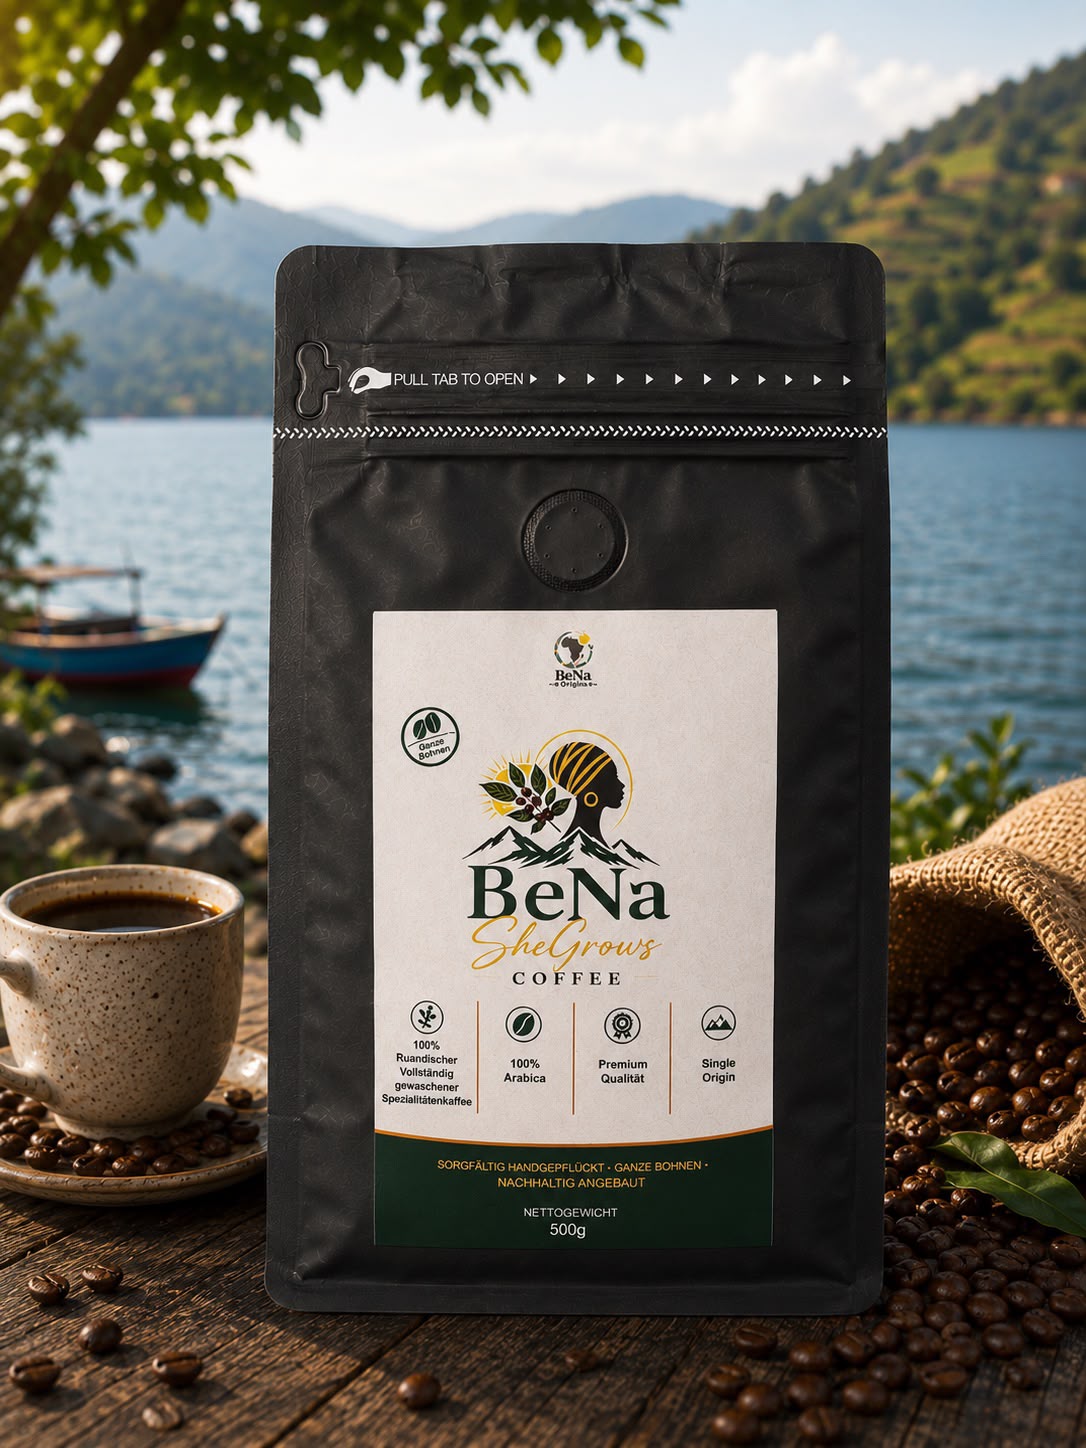 PULL TAB TO OPEN
BeNa
Origins
Ganze
Bohnen
BeNa
SheGrows
COFFEE
100%
Ruandischer
Vollständig
gewaschener
Spezialitätenkaffee
100%
Arabica
Premium
Qualität
Single
Origin
SORGFÄLTIG HANDGEPFLÜCKT • GANZE BOHNEN •
NACHHALTIG ANGEBAUT
NETTOGEWICHT
500g